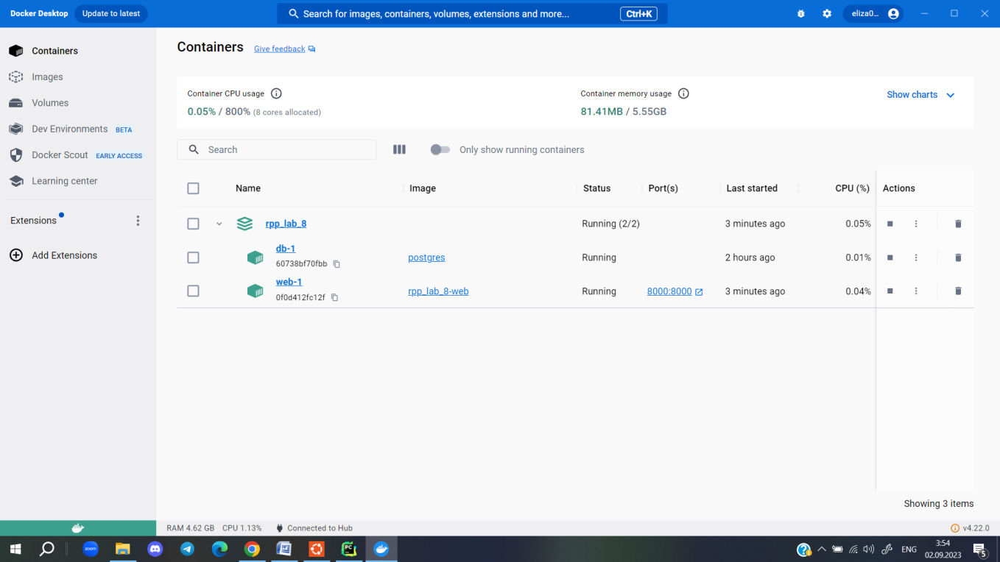 Docker Desktop Update to latest Search for images, containers, volumes, extensions and more... Ctrl+K eliza0...
Containers
Images
Volumes
Dev Environments BETA
Docker Scout EARLY ACCESS
Learning center
Extensions
Add Extensions
Containers Give feedback
Container CPU usage
0.05% / 800% (8 cores allocated)
Container memory usage
81.41MB / 5.55GB
Show charts
Search Only show running containers
Name Image Status Port(s) Last started CPU (%) Actions
rpp_lab_8 Running (2/2) 3 minutes ago 0.05%
db-1
60738bf70fbb
postgres Running 2 hours ago 0.01%
web-1
0f0d412fc12f
rpp_lab_8-web Running 8000:8000 3 minutes ago 0.04%
Showing 3 items
RAM 4.62 GB CPU 1.13% Connected to Hub v4.22.0
zoom
PC
ENG
3:54
02.09.2023
5